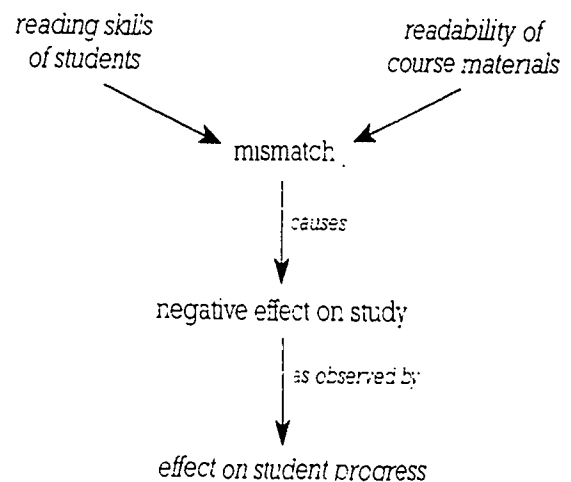 reading skills
of students
readability of
course materials
mismatch
causes
negative effect on study
as observed by
effect on student progress